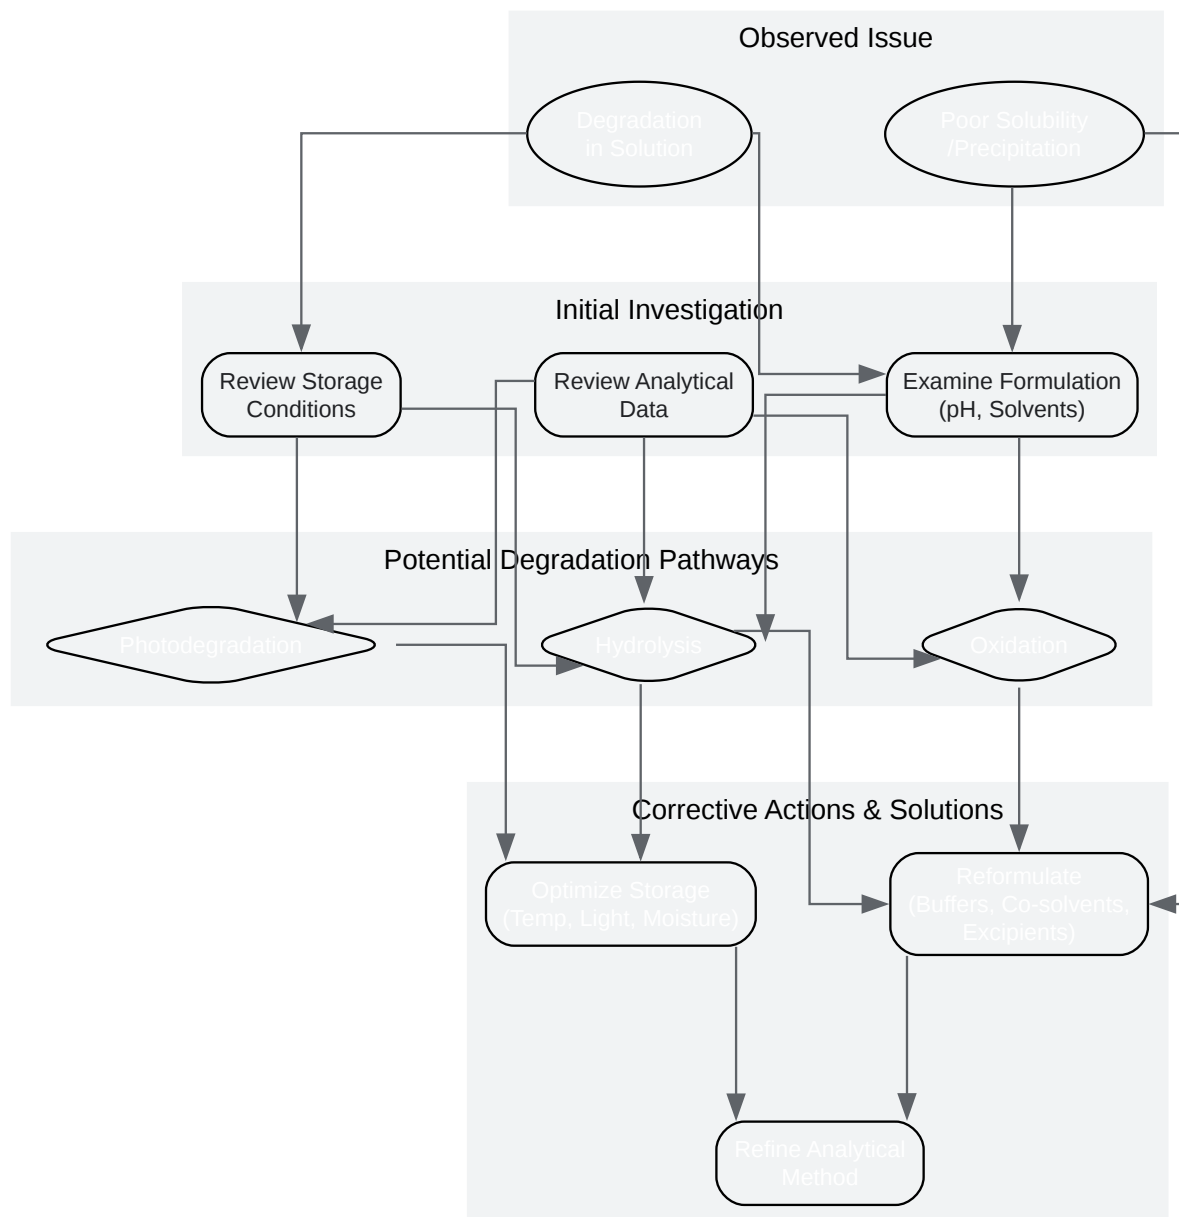 Observed Issue
Degradation
in Solution
Poor Solubility
/Precipitation
Initial Investigation
Review Storage
Conditions
Review Analytical
Data
Examine Formulation
(pH, Solvents)
Potential Degradation Pathways
Photodegradation
Hydrolysis
Oxidation
Corrective Actions & Solutions
Optimize Storage
(Temp, Light, Moisture)
Reformulate
(Buffers, Co-solvents,
Excipients)
Refine Analytical
Method